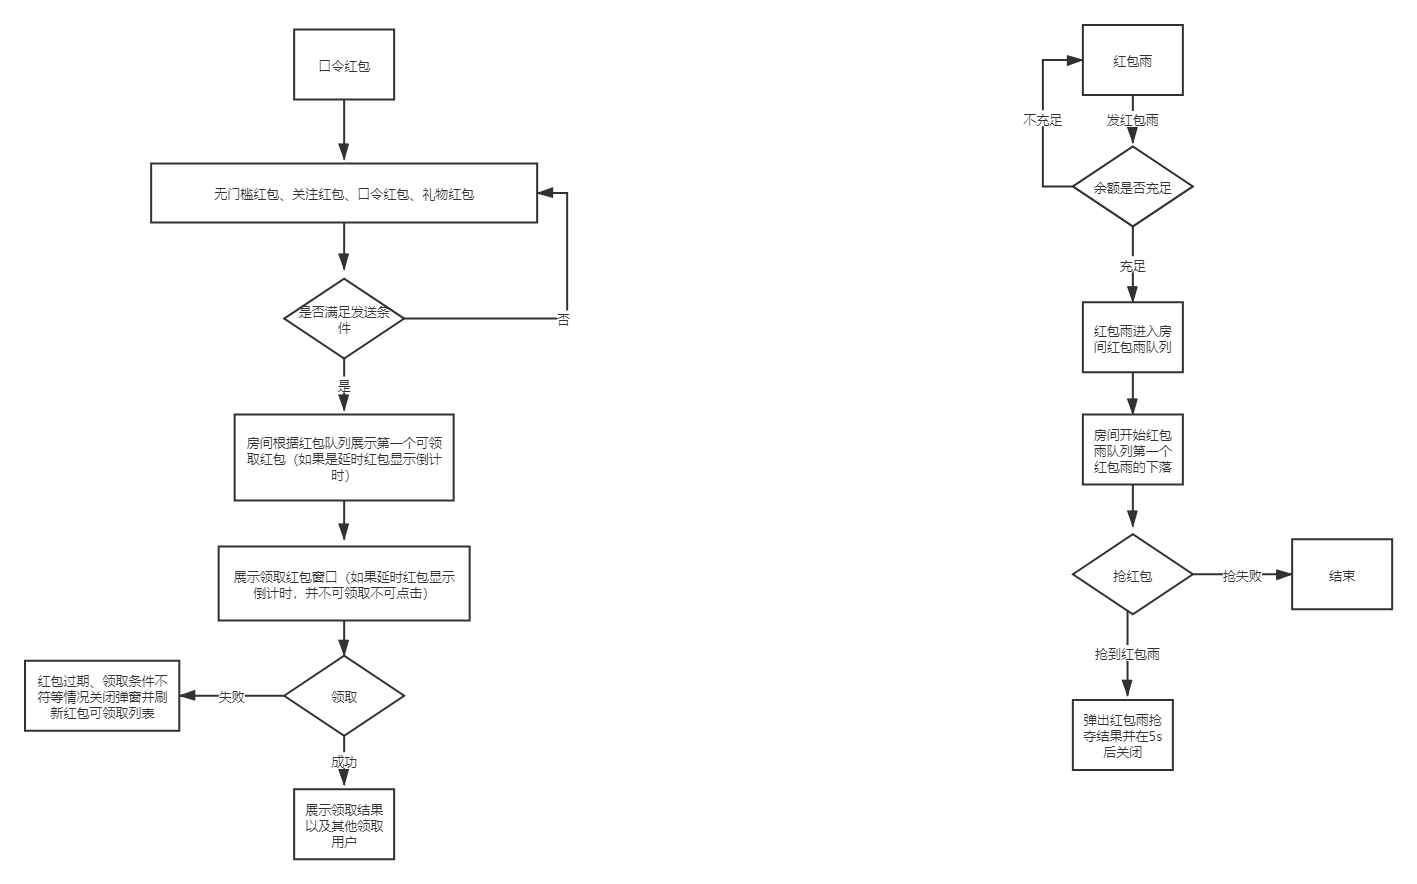 口令红包
无门槛红包、关注红包、口令红包、礼物红包
是否满足发送条
件
否
是
房间根据红包队列展示第一个可领
取红包（如果是延时红包显示倒计
时）
展示领取红包窗口（如果延时红包显示
倒计时，并不可领取不可点击）
领取
失败
红包过期、领取条件不
符等情况关闭弹窗并刷
新红包可领取列表
成功
展示领取结果
以及其他领取
用户
红包雨
不充足
发红包雨
余额是否充足
充足
红包雨进入房
间红包雨队列
房间开始红包
雨队列第一个
红包雨的下落
抢红包
抢失败
结束
抢到红包雨
弹出红包雨抢
夺结果并在5s
后关闭